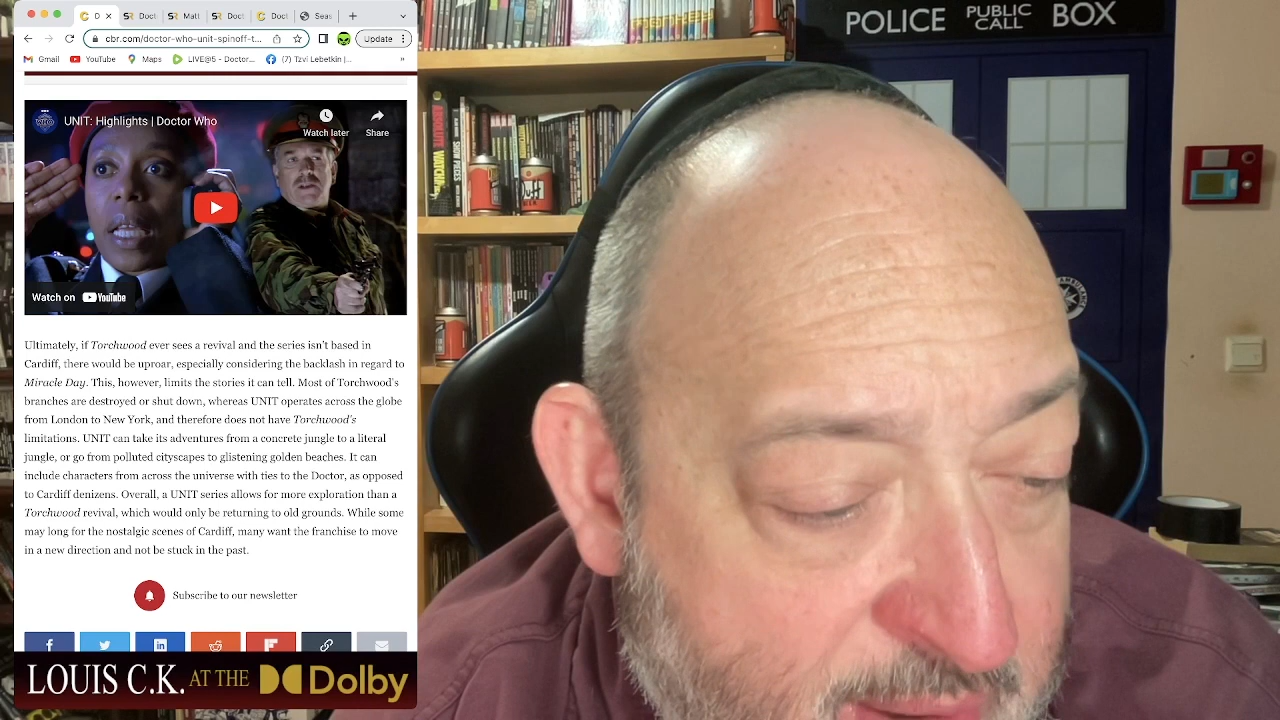 D
Doct
Matt
Doct
Doct
Seas
cbr.com/doctor-who-unit-spinoff-t...
Update
Gmail
YouTube
Maps
LIVE@5 - Doctor...
(7) Tzvi Lebetkin |...
»
UNIT: Highlights | Doctor Who
Watch later
Share
Watch on YouTube
Ultimately, if Torchwood ever sees a revival and the series isn't based in
Cardiff, there would be uproar, especially considering the backlash in regard to
Miracle Day. This, however, limits the stories it can tell. Most of Torchwood's
branches are destroyed or shut down, whereas UNIT operates across the globe
from London to New York, and therefore does not have Torchwood's
limitations. UNIT can take its adventures from a concrete jungle to a literal
jungle, or go from polluted cityscapes to glistening golden beaches. It can
include characters from across the universe with ties to the Doctor, as opposed
to Cardiff denizens. Overall, a UNIT series allows for more exploration than a
Torchwood revival, which would only be returning to old grounds. While some
may long for the nostalgic scenes of Cardiff, many want the franchise to move
in a new direction and not be stuck in the past.
Subscribe to our newsletter
LOUIS C.K. AT THE Dolby
POLICE PUBLIC CALL BOX
ABSOLUTE WATCHMEN
Duff
BEER